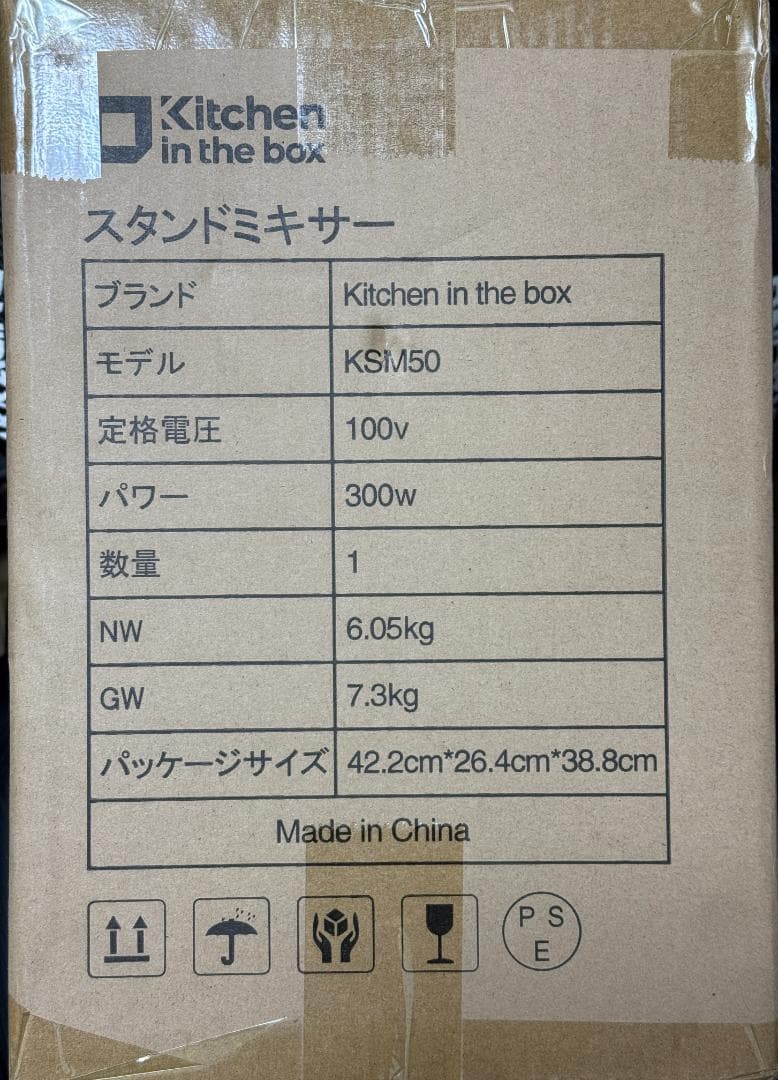 Kitchen
in the box
スタンドミキサー
ブランド Kitchen in the box
モデル KSM50
定格電圧 100v
パワー 300w
数量 1
NW 6.05kg
GW 7.3kg
パッケージサイズ 42.2cm*26.4cm*38.8cm
Made in China
P S
E